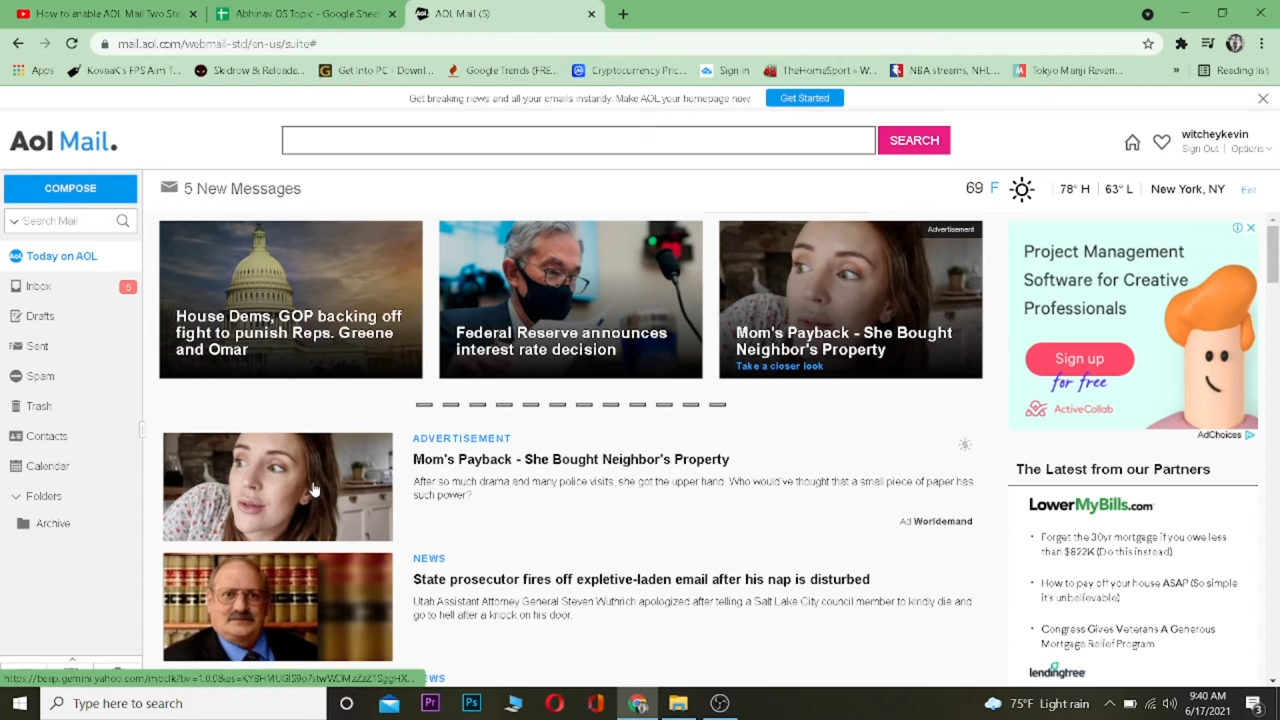 How to enable AOL Mail Two Ste
Abhinav OS Topic - Google Shee
AOL Mail (5)
mail.aol.com/webmail-std/en-us/suite#
Apps
Kovaak's FPS Aim T...
Skidrow & Reloade...
Get Into PC - Downl...
Google Trends (FRE...
Cryptocurrency Pric...
Sign in
TheHomeSport » W...
NBA streams, NHL...
Tokyo Manji Reven...
»
Reading list
Get breaking news and all your emails instantly. Make AOL your homepage now
Get Started
Aol Mail.
SEARCH
witcheykevin
Sign Out | Options
COMPOSE
5 New Messages
69 F
78° H
63° L
New York, NY
Search Mail
Today on AOL
Inbox
5
Drafts
Sent
Spam
Trash
Contacts
Calendar
Folders
Archive
House Dems, GOP backing off
fight to punish Reps. Greene
and Omar
Federal Reserve announces
interest rate decision
Advertisement
Mom's Payback - She Bought
Neighbor's Property
Take a closer look
ADVERTISEMENT
Mom's Payback - She Bought Neighbor's Property
After so much drama and many police visits, she got the upper hand. Who would've thought that a small piece of paper has
such power?
Ad Worldemand
NEWS
State prosecutor fires off expletive-laden email after his nap is disturbed
Utah Assistant Attorney General Steven Wuthrich apologized after telling a Salt Lake City council member to kindly die and
go to hell after a knock on his door.
Project Management
Software for Creative
Professionals
Sign up
for free
ActiveCollab
AdChoices
The Latest from our Partners
LowerMyBills.com
Forget the 30yr mortgage if you owe less
than $822K (Do this instead)
How to pay off your house ASAP (So simple
it's unbelievable)
Congress Gives Veterans A Generous
Mortgage Relief Program
lendingtree
Type here to search
75°F Light rain
9:40 AM
6/17/2021
3